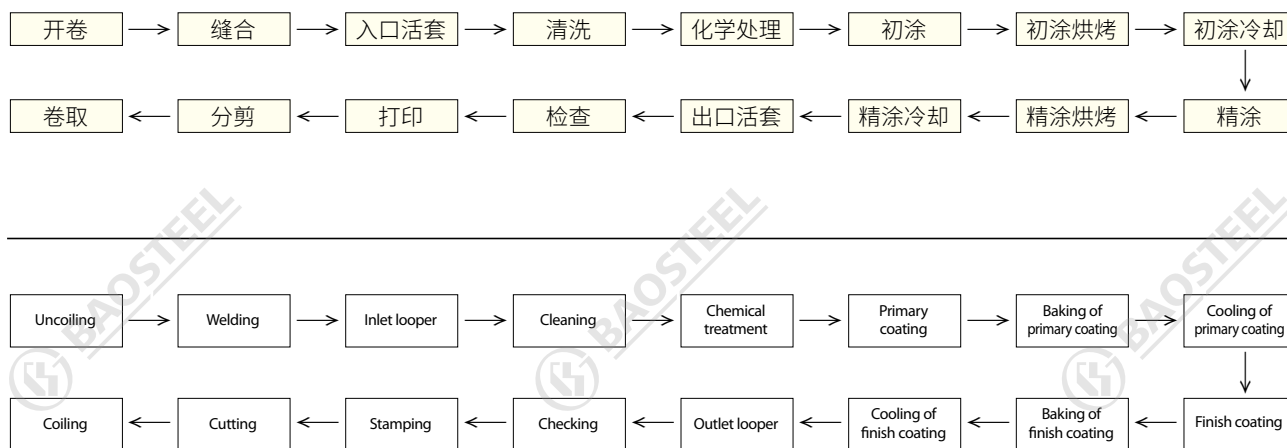 开卷
缝合
入口活套
清洗
化学处理
初涂
初涂烘烤
初涂冷却
卷取
分剪
打印
检查
出口活套
精涂冷却
精涂烘烤
精涂
BAOSTEEL
BAOSTEEL
BAOSTEEL
Uncoiling
Welding
Inlet looper
Cleaning
Chemical
treatment
Primary
coating
Baking of
primary coating
Cooling of
primary coating
Coiling
Cutting
Stamping
Checking
Outlet looper
Cooling of
finish coating
Baking of
finish coating
Finish coating